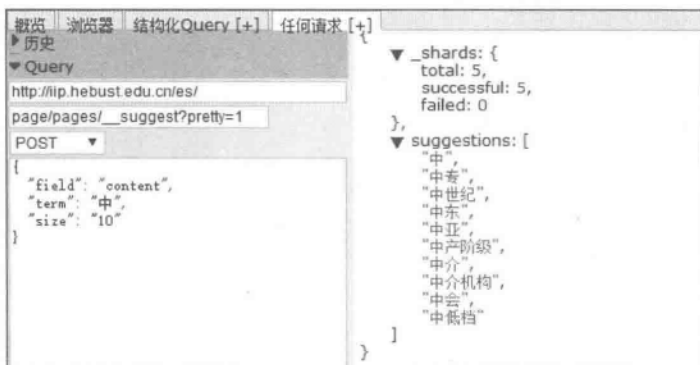 概览 浏览器 结构化Query [+] 任何请求 [+]
历史
Query
http://iip.hebust.edu.cn/es/
page/pages/__suggest?pretty=1
POST
{
"field": "content",
"term": "中",
"size": "10"
}
{
_shards: {
total: 5,
successful: 5,
failed: 0
},
suggestions: [
"中",
"中专",
"中世纪",
"中东",
"中亚",
"中产阶级",
"中介",
"中介机构",
"中会",
"中低档"
]
}